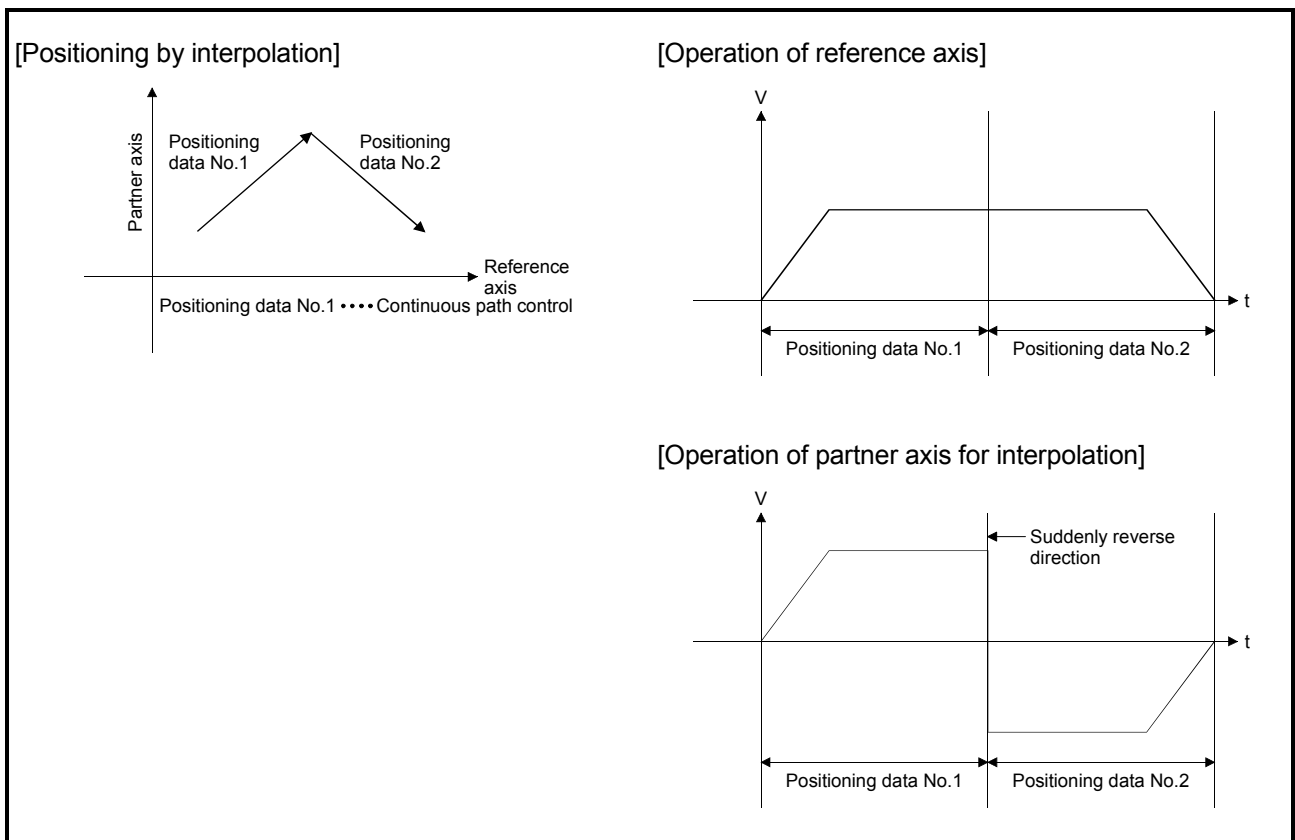 [Positioning by interpolation]
Partner axis
Positioning
data No.1
Positioning
data No.2
Reference
axis
Positioning data No.1 •••• Continuous path control
[Operation of reference axis]
V
t
Positioning data No.1
Positioning data No.2
[Operation of partner axis for interpolation]
V
Suddenly reverse
direction
t
Positioning data No.1
Positioning data No.2